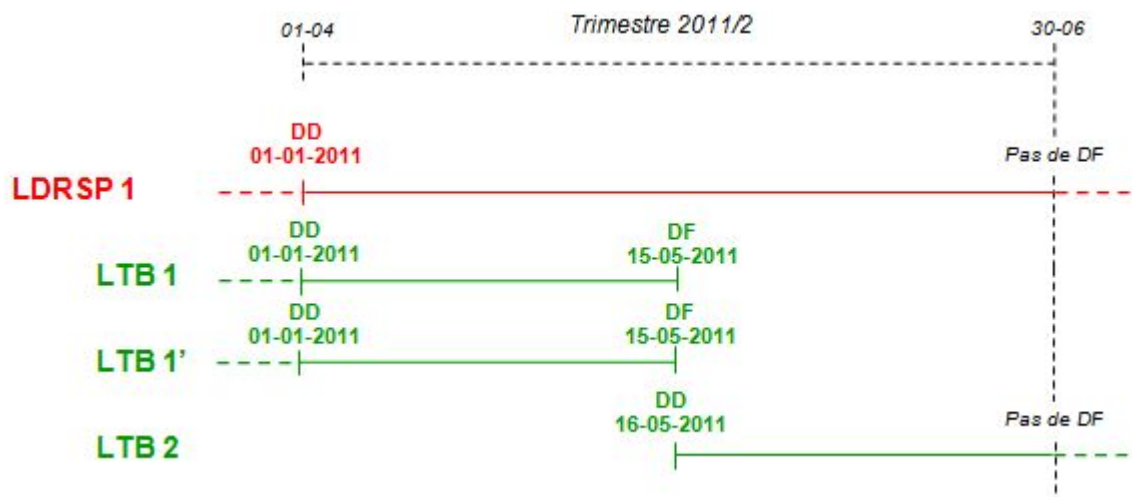 01-04 Trimestre 2011/2 30-06
DD
01-01-2011 Pas de DF
LDRSP 1
DD DF
01-01-2011 15-05-2011
LTB 1
DD DF
01-01-2011 15-05-2011
LTB 1’
DD
16-05-2011 Pas de DF
LTB 2